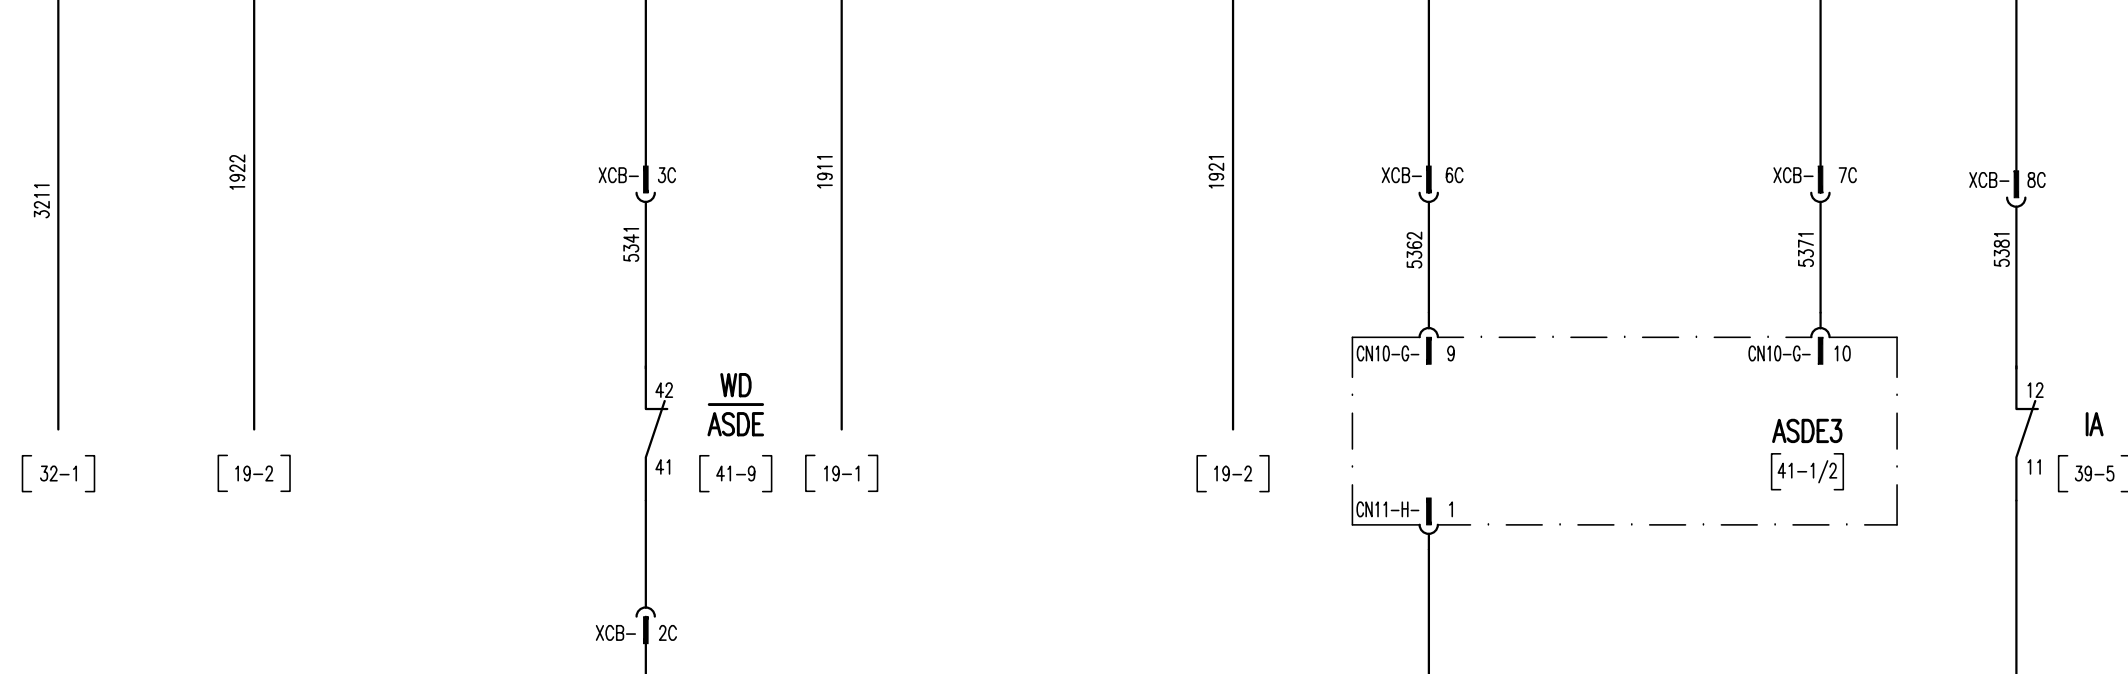 3211
1922
XCB- 3C
5341
1911
1921
XCB- 6C
5362
XCB- 7C
5371
XCB- 8C
5381
CN10-G- 9
CN10-G- 10
42
WD
ASDE
41
12
IA
11
ASDE3
[32-1]
[19-2]
[41-9]
[19-1]
[19-2]
[41-1/2]
[39-5]
CN11-H- 1
XCB- 2C